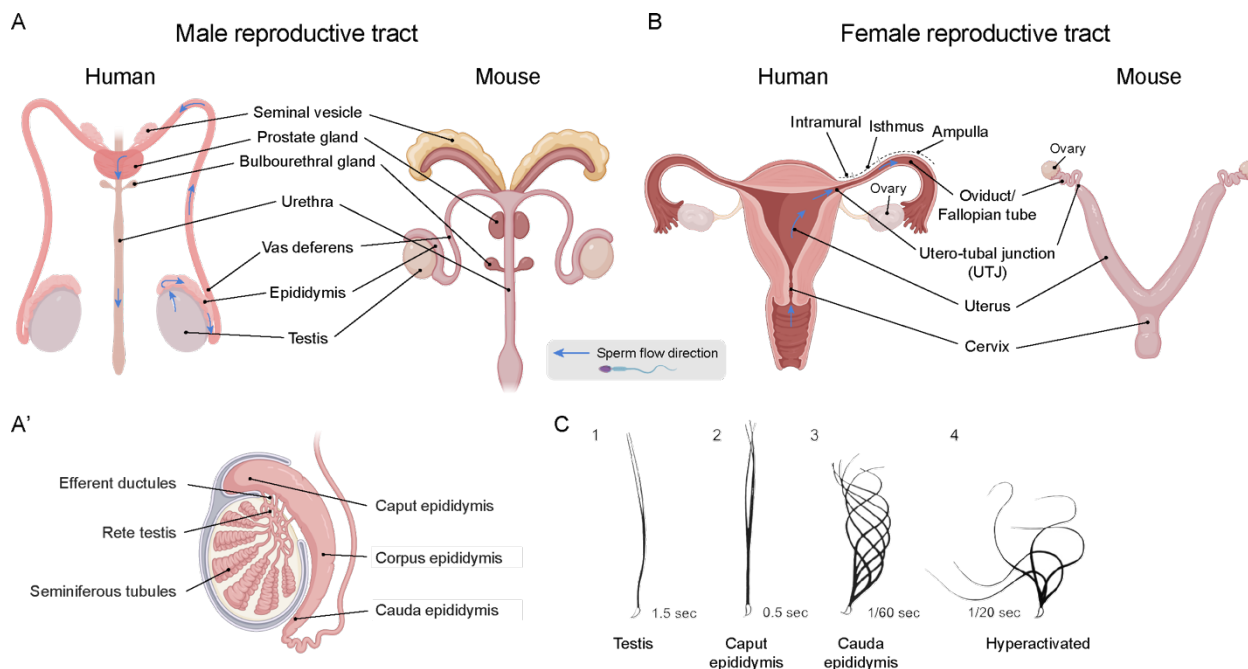 A
Male reproductive tract
Human
Mouse
Seminal vesicle
Prostate gland
Bulbourethral gland
Urethra
Vas deferens
Epididymis
Testis
B
Female reproductive tract
Human
Mouse
Intramural
Isthmus
Ampulla
Ovary
Ovary
Oviduct/
Fallopian tube
Utero-tubal junction
(UTJ)
Uterus
Cervix
Sperm flow direction
A'
Efferent ductules
Rete testis
Seminiferous tubules
Caput epididymis
Corpus epididymis
Cauda epididymis
C
1
2
3
4
1.5 sec
0.5 sec
1/60 sec
1/20 sec
Testis
Caput
epididymis
Cauda
epididymis
Hyperactivated